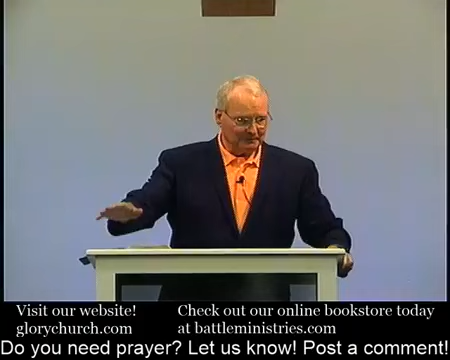 Visit our website!
glorychurch.com
Check out our online bookstore today
at battleministries.com
Do you need prayer? Let us know! Post a comment!